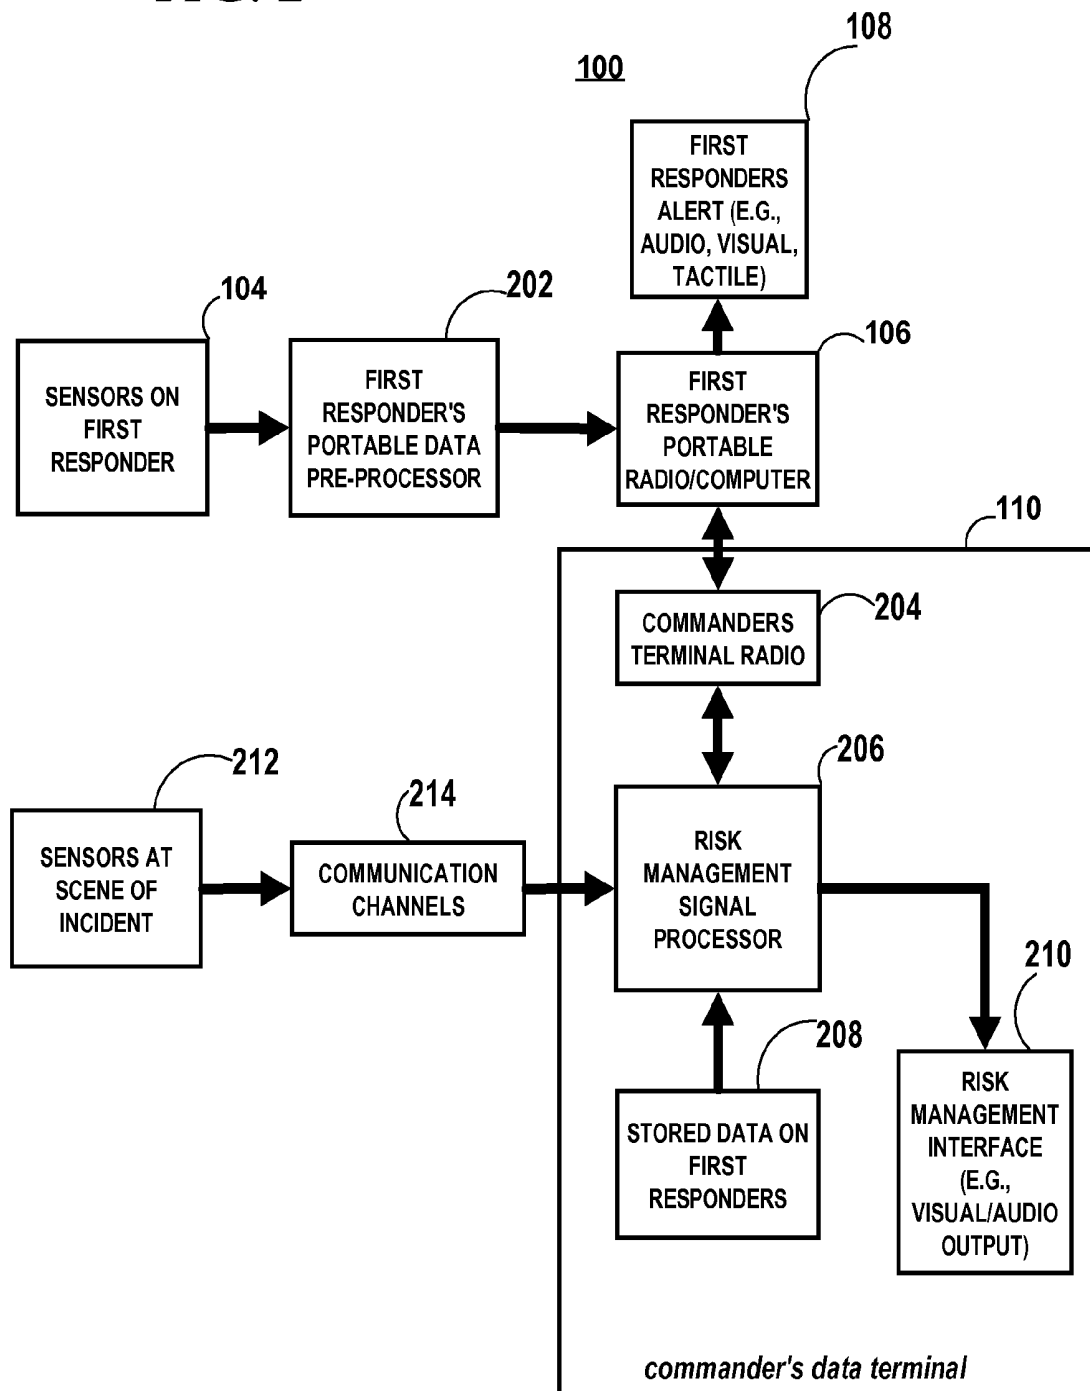 108
100
FIRST
RESPONDERS
ALERT (E.G.,
AUDIO, VISUAL,
TACTILE)
104
202
106
SENSORS ON
FIRST
RESPONDER
FIRST
RESPONDER'S
PORTABLE DATA
PRE-PROCESSOR
FIRST
RESPONDER'S
PORTABLE
RADIO/COMPUTER
110
COMMANDERS
TERMINAL RADIO
204
212
214
206
SENSORS AT
SCENE OF
INCIDENT
COMMUNICATION
CHANNELS
RISK
MANAGEMENT
SIGNAL
PROCESSOR
210
208
STORED DATA ON
FIRST
RESPONDERS
RISK
MANAGEMENT
INTERFACE
(E.G.,
VISUAL/AUDIO
OUTPUT)
commander's data terminal